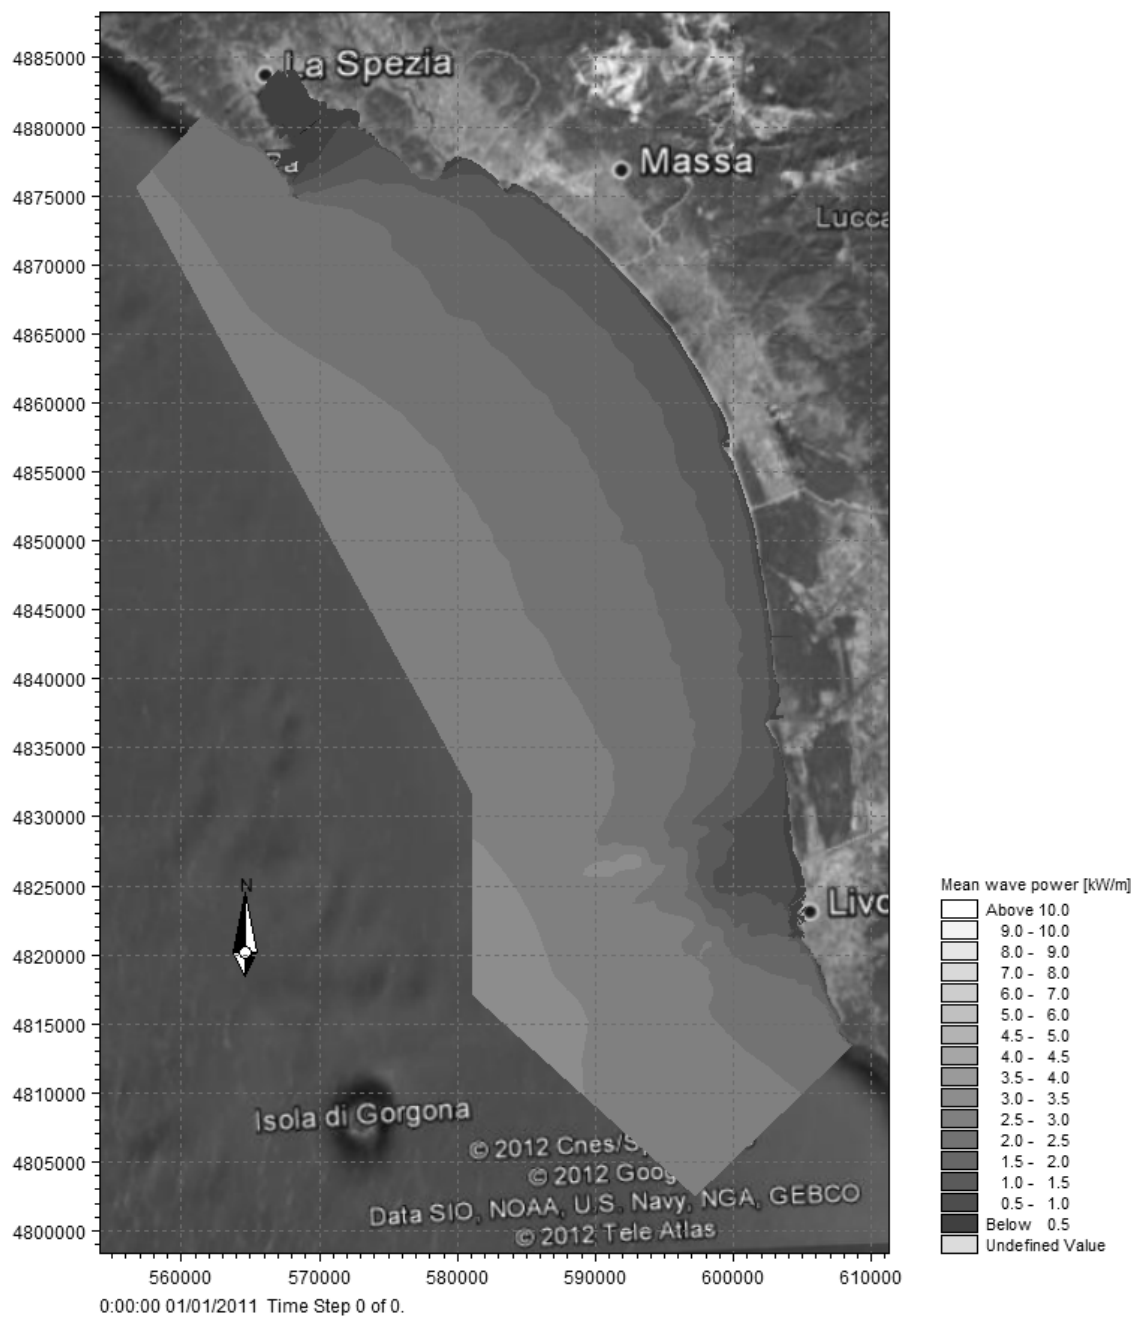 4885000
La Spezia
4880000
Massa
4875000
Lucca
4870000
4865000
4860000
4855000
4850000
4845000
4840000
4835000
4830000
4825000
N
Livo
4820000
4815000
4810000
Isola di Gorgona
© 2012 Cnes/S
4805000
© 2012 Goog
Data SIO, NOAA, U.S. Navy, NGA, GEBCO
4800000
© 2012 Tele Atlas
560000 570000 580000 590000 600000 610000
0:00:00 01/01/2011 Time Step 0 of 0.
Mean wave power [kW/m]
Above 10.0
9.0 - 10.0
8.0 - 9.0
7.0 - 8.0
6.0 - 7.0
5.0 - 6.0
4.5 - 5.0
4.0 - 4.5
3.5 - 4.0
3.0 - 3.5
2.5 - 3.0
2.0 - 2.5
1.5 - 2.0
1.0 - 1.5
0.5 - 1.0
Below 0.5
Undefined Value